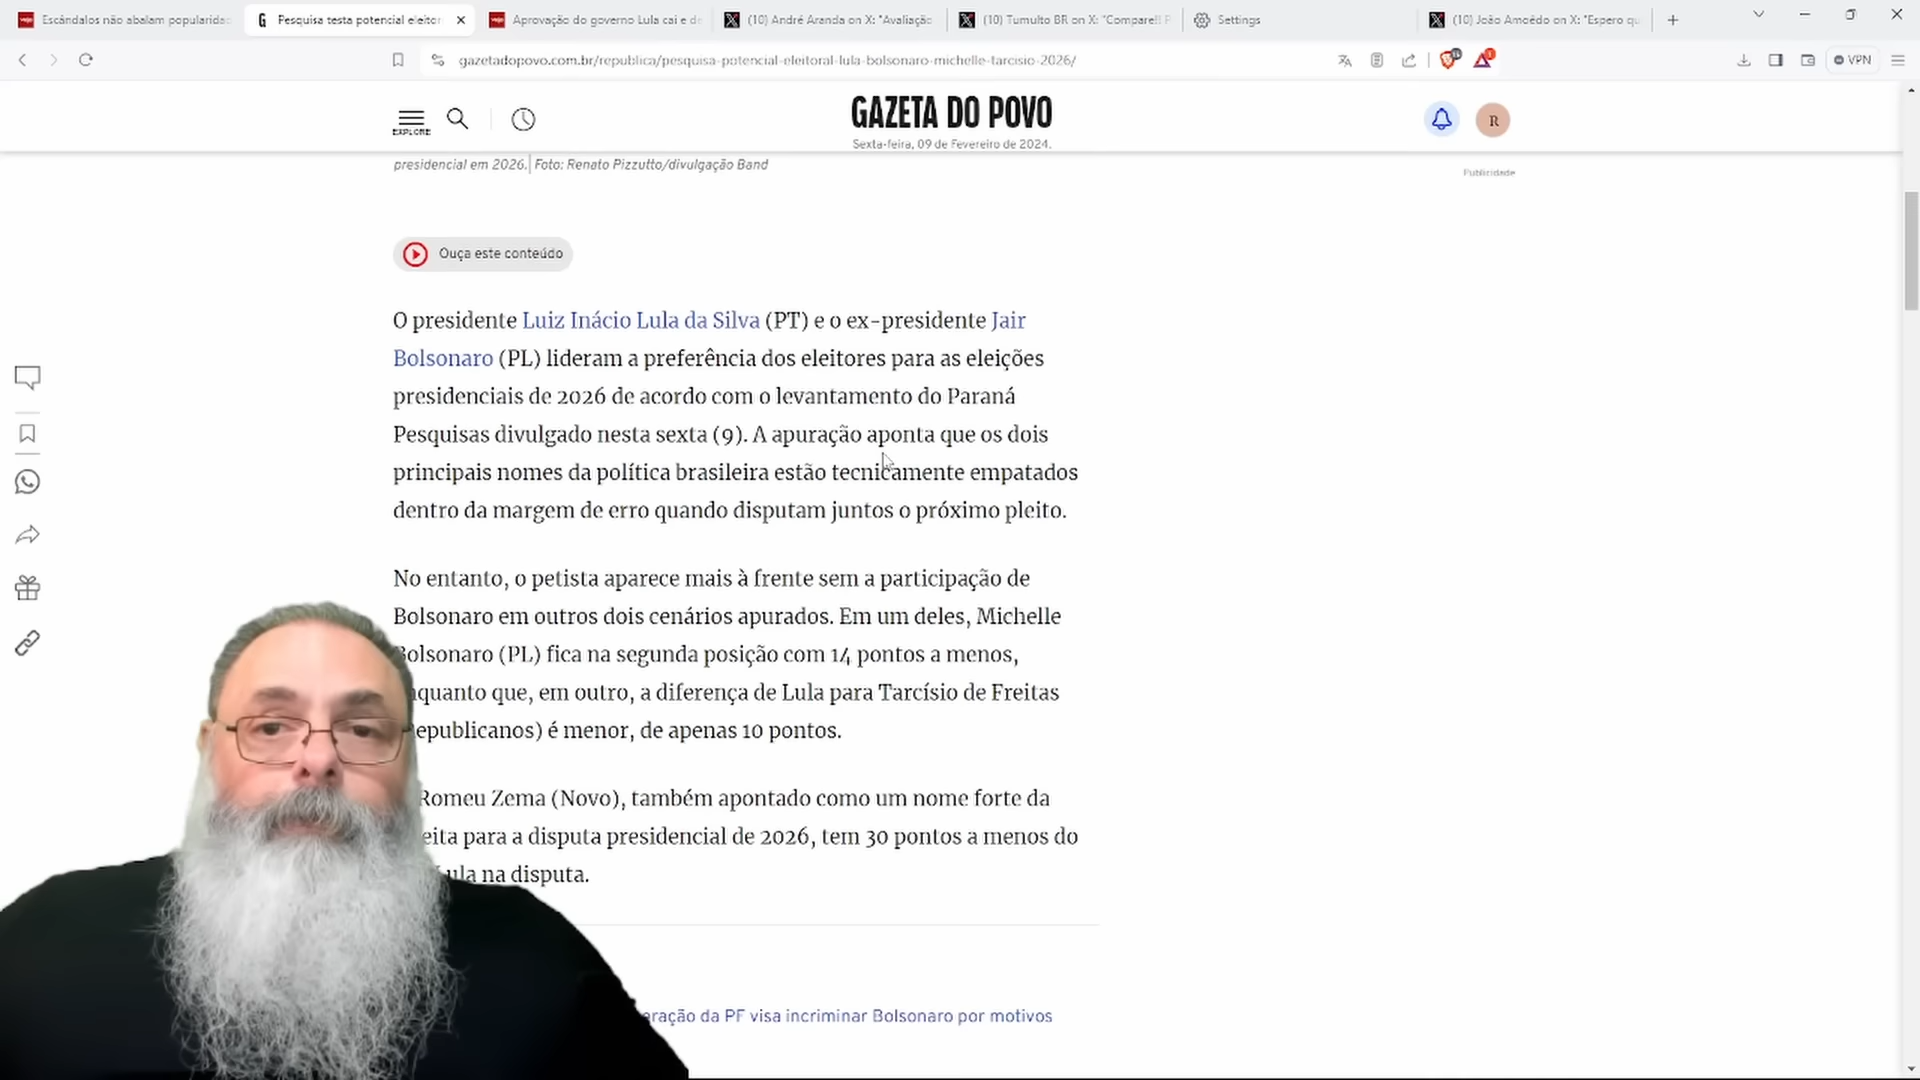 Escândalos não abalam popularida
Pesquisa testa potencial eleitor
Aprovação do governo Lula cai e de
(10) André Aranda on X: "Avaliação
(10) Tumulto BR on X: "Compare!! F
Settings
(10) João Amoêdo on X: "Espero qu
gazetadopovo.com.br/republica/pesquisa-potencial-eleitoral-lula-bolsonaro-michelle-tarcisio-2026/
VPN
EXPLORE
GAZETA DO POVO
Sexta-feira, 09 de Fevereiro de 2024.
R
presidencial em 2026.| Foto: Renato Pizzutto/divulgação Band
Publicidade
Ouça este conteúdo
O presidente Luiz Inácio Lula da Silva (PT) e o ex-presidente Jair
Bolsonaro (PL) lideram a preferência dos eleitores para as eleições
presidenciais de 2026 de acordo com o levantamento do Paraná
Pesquisas divulgado nesta sexta (9). A apuração aponta que os dois
principais nomes da política brasileira estão tecnicamente empatados
dentro da margem de erro quando disputam juntos o próximo pleito.
No entanto, o petista aparece mais à frente sem a participação de
Bolsonaro em outros dois cenários apurados. Em um deles, Michelle
Bolsonaro (PL) fica na segunda posição com 14 pontos a menos,
nquanto que, em outro, a diferença de Lula para Tarcísio de Freitas
epublicanos) é menor, de apenas 10 pontos.
Romeu Zema (Novo), também apontado como um nome forte da
eita para a disputa presidencial de 2026, tem 30 pontos a menos do
Lula na disputa.
aração da PF visa incriminar Bolsonaro por motivos